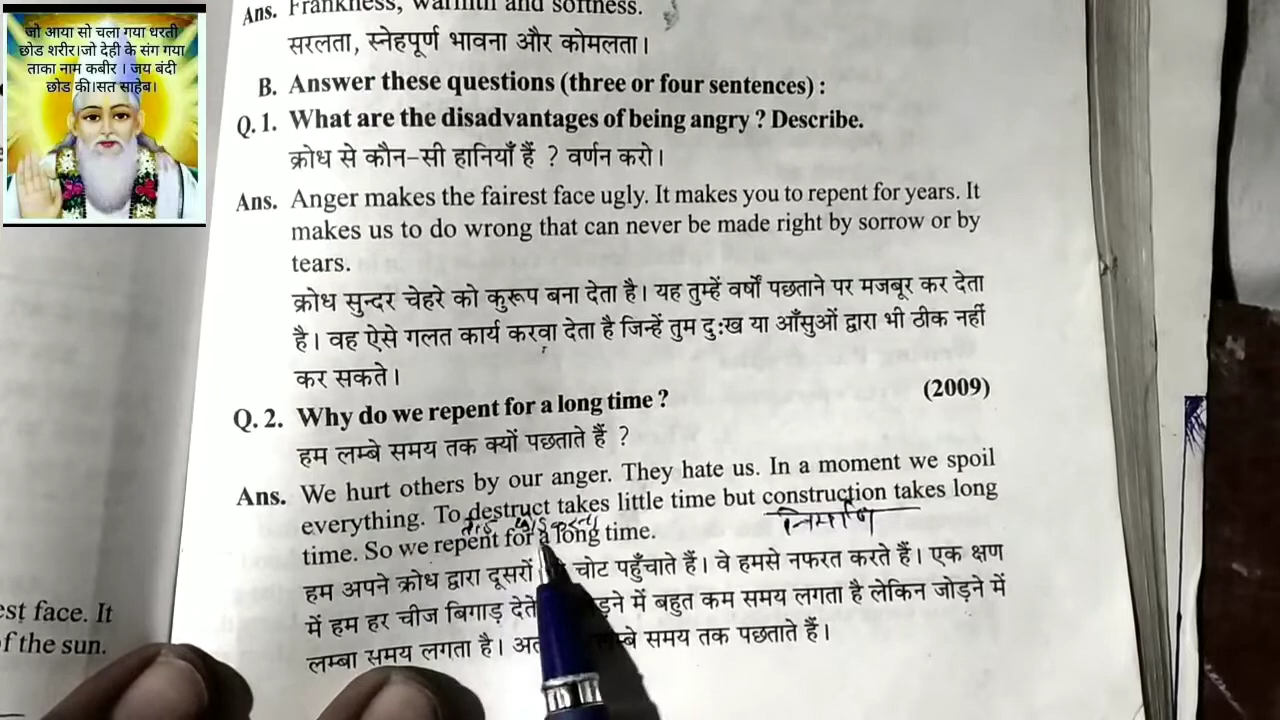 जो आया सो चला गया धरती
छोड शरीर।जो देही के संग गया
ताका नाम कबीर । जय बंदी
छोड की।सत साहेब।
Ans. Frankness, warmth and softness.
सरलता, स्नेहपूर्ण भावना और कोमलता।
B. Answer these questions (three or four sentences) :
Q. 1. What are the disadvantages of being angry ? Describe.
क्रोध से कौन-सी हानियाँ हैं ? वर्णन करो।
Ans. Anger makes the fairest face ugly. It makes you to repent for years. It
makes us to do wrong that can never be made right by sorrow or by
tears.
क्रोध सुन्दर चेहरे को कुरूप बना देता है। यह तुम्हें वर्षों पछताने पर मजबूर कर देता
है। वह ऐसे गलत कार्य करवा देता है जिन्हें तुम दुःख या आँसुओं द्वारा भी ठीक नहीं
कर सकते।
Q. 2. Why do we repent for a long time ? (2009)
हम लम्बे समय तक क्यों पछताते हैं ?
Ans. We hurt others by our anger. They hate us. In a moment we spoil
everything. To destruct takes little time but construction takes long
निर्माण
time. So we repent for a long time.
हम अपने क्रोध द्वारा दूसरों चोट पहुँचाते हैं। वे हमसे नफरत करते हैं। एक क्षण
में हम हर चीज बिगाड़ देते में बहुत कम समय लगता है लेकिन जोड़ने में
लम्बा समय लगता है। समय तक पछताते हैं।
est face. It
f the sun.